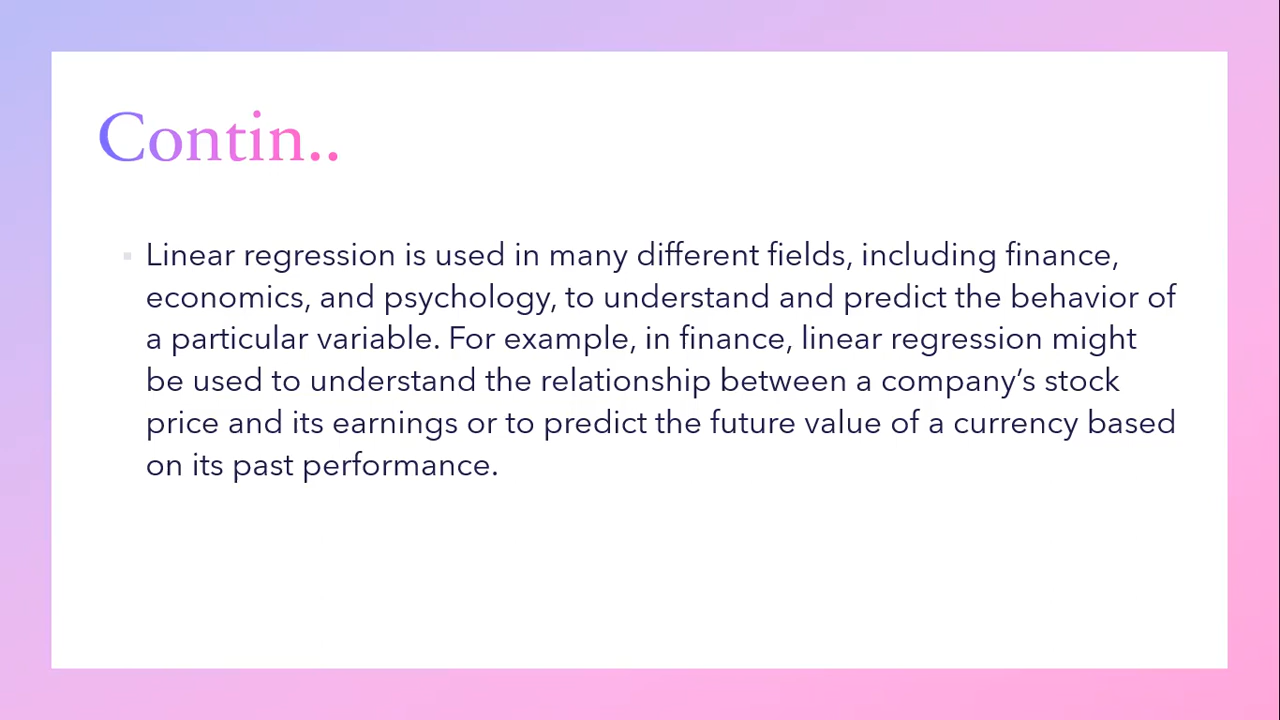 Contin..
Linear regression is used in many different fields, including finance,
economics, and psychology, to understand and predict the behavior of
a particular variable. For example, in finance, linear regression might
be used to understand the relationship between a company’s stock
price and its earnings or to predict the future value of a currency based
on its past performance.